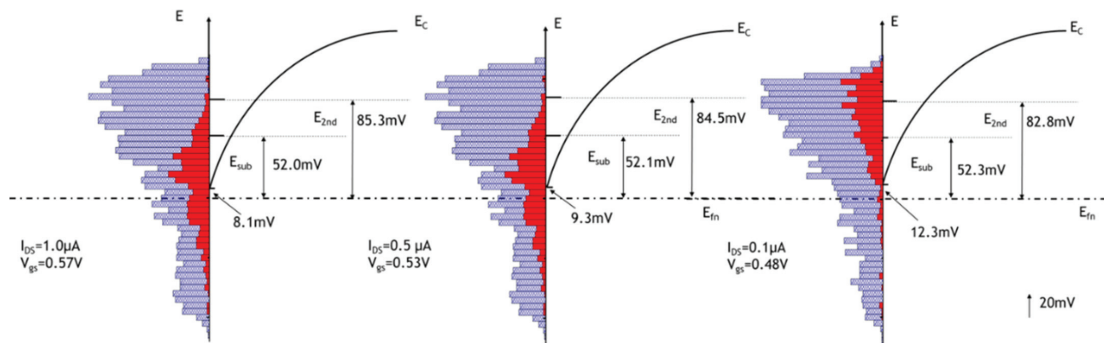 E
E_C
E_2nd
85.3mV
E_sub
52.0mV
8.1mV
I_DS=1.0μA
V_gs=0.57V
E
E_C
E_2nd
84.5mV
E_sub
52.1mV
E_fn
9.3mV
I_DS=0.5 μA
V_gs=0.53V
E
E_C
E_2nd
82.8mV
E_sub
52.3mV
E_fn
12.3mV
I_DS=0.1μA
V_gs=0.48V
20mV